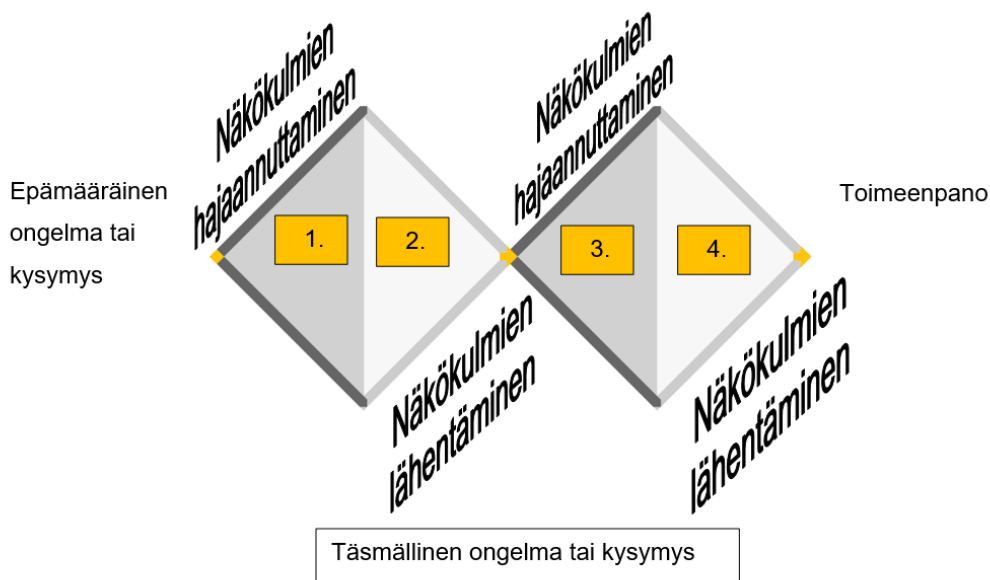 Näkökulmien
hajaannuttaminen
Näkökulmien
hajaannuttaminen
Epämääräinen
ongelma tai
kysymys
Toimeenpano
1.
2.
3.
4.
Näkökulmien
lähentäminen
Näkökulmien
lähentäminen
Täsmällinen ongelma tai kysymys